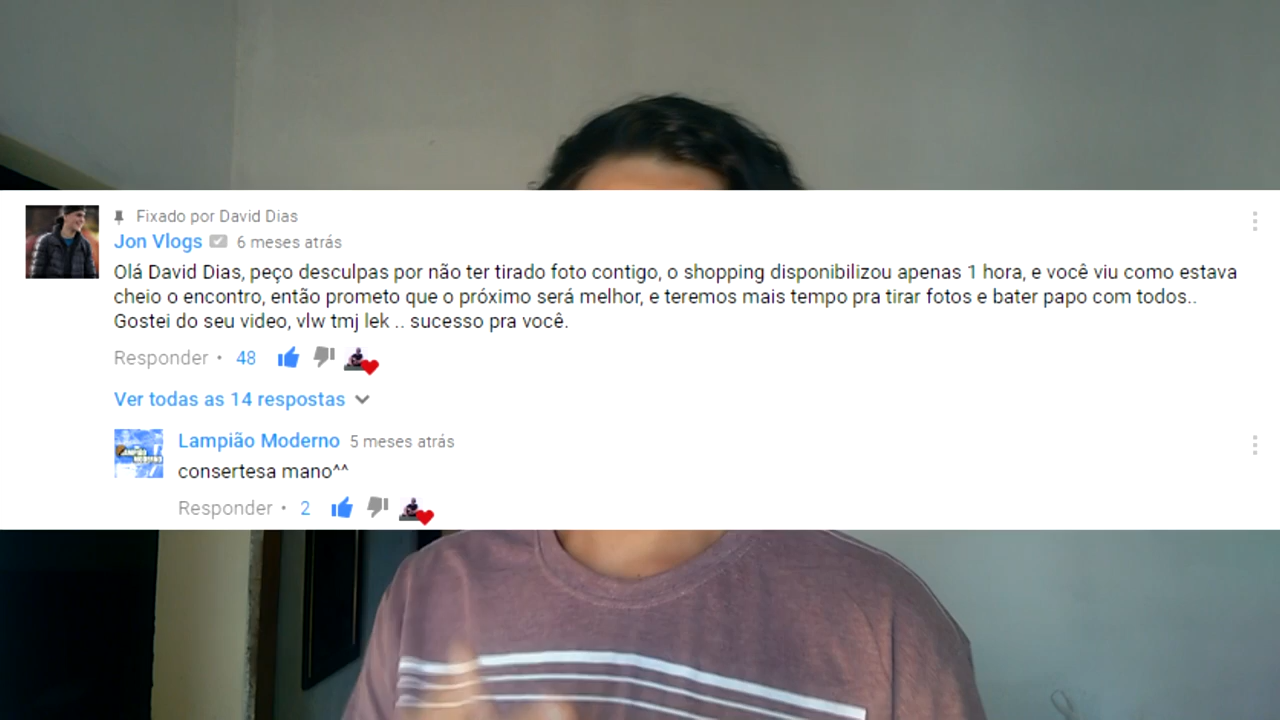 Fixado por David Dias
Jon Vlogs 6 meses atrás
Olá David Dias, peço desculpas por não ter tirado foto contigo, o shopping disponibilizou apenas 1 hora, e você viu como estava
cheio o encontro, então prometo que o próximo será melhor, e teremos mais tempo pra tirar fotos e bater papo com todos..
Gostei do seu video, vlw tmj lek .. sucesso pra você.
Responder • 48
Ver todas as 14 respostas
Lampião Moderno 5 meses atrás
consertesa mano^^
Responder • 2